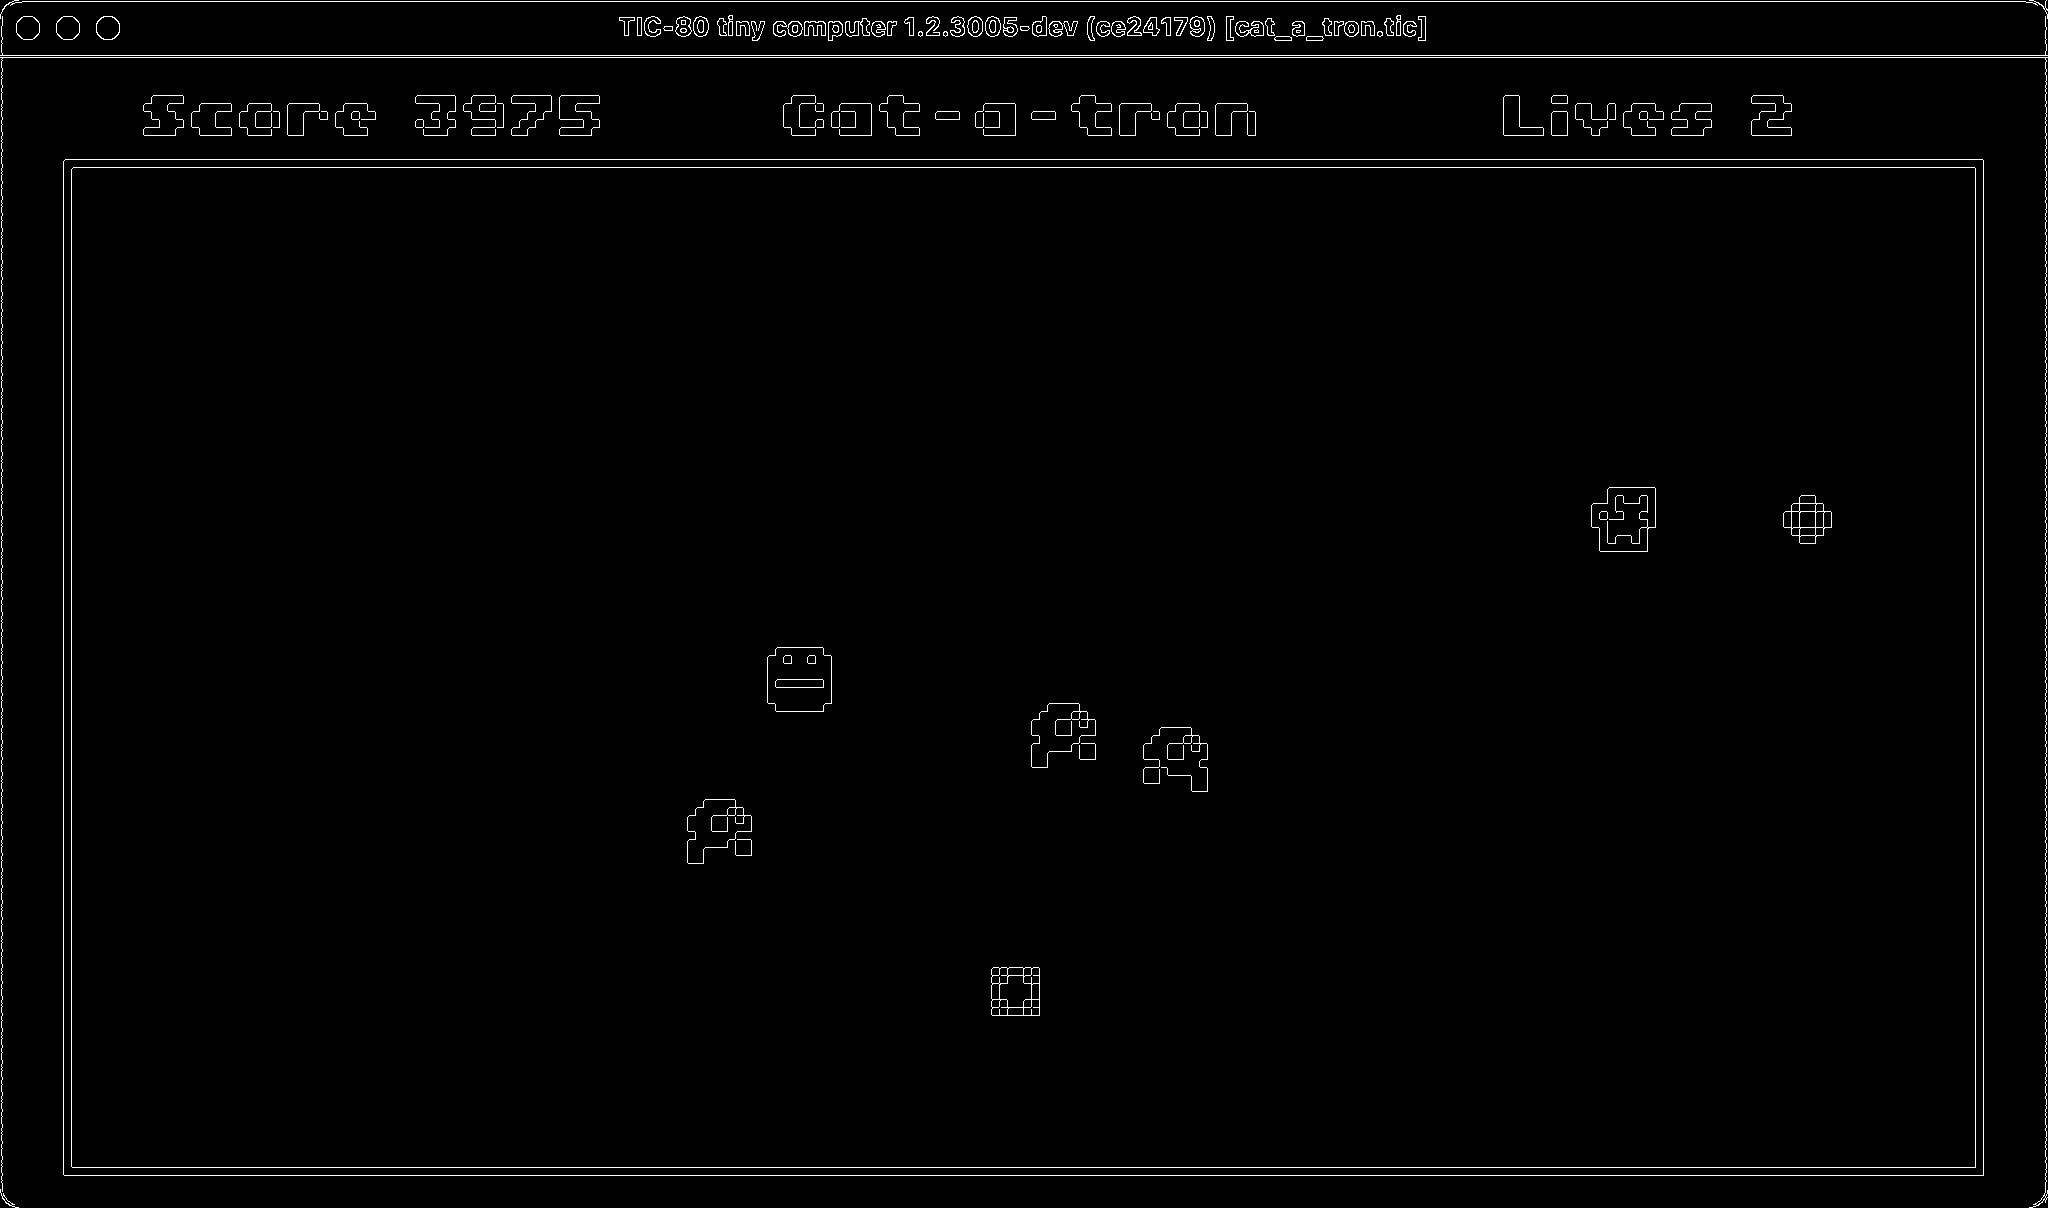 TIC-80 tiny computer 1.2.3005-dev (ce24179) [cat_a_tron.tic]
Score 3975 Cat-a-tron Lives 2